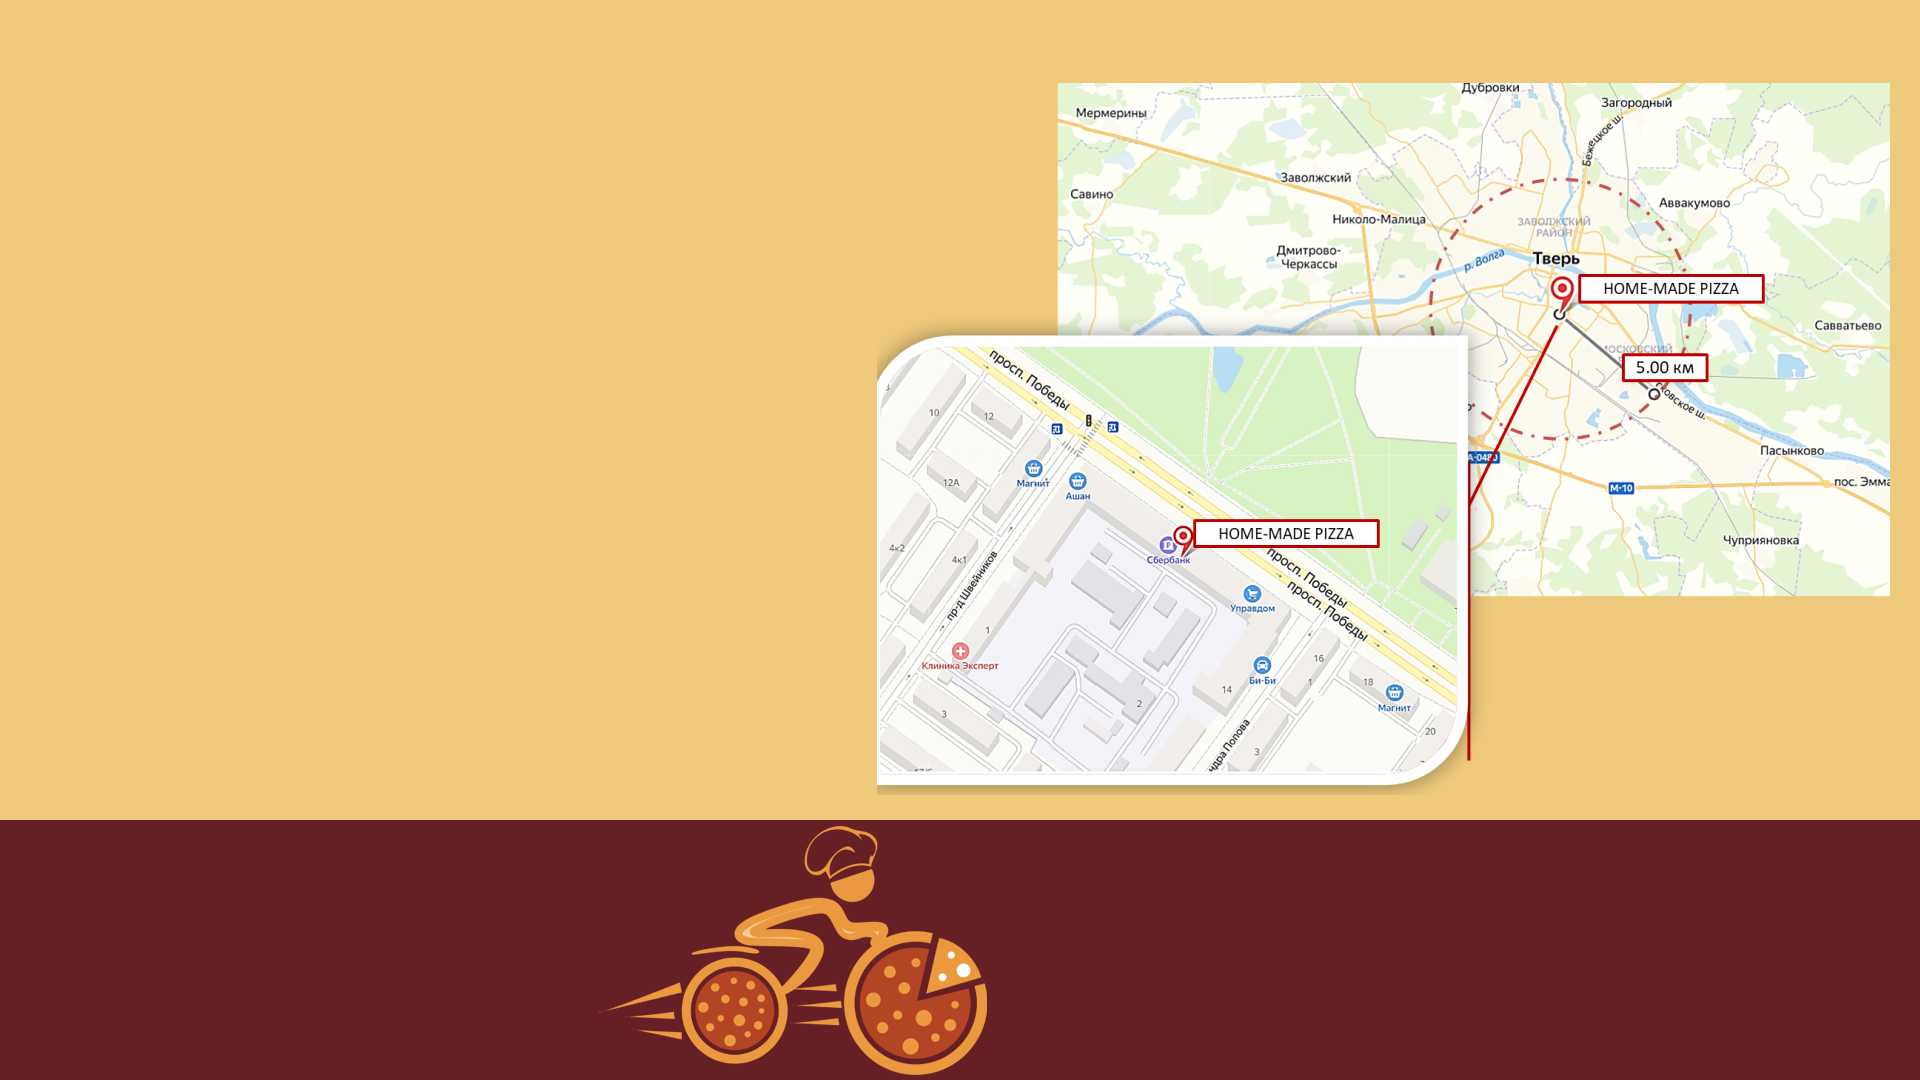 Дубровки
Мермерины
Загородный
Бежецкое ш.
Заволжский
Савино
Аввакумово
Николо-Малица
ЗАВОЛЖСКИЙ
РАЙОН
Дмитрово-
Черкассы
р. Волга
Тверь
HOME-MADE PIZZA
Савватьево
5.00 км
Пасынково
М-10
пос. Эмма
Чуприяновка
просп. Победы
10
12
Магнит
12А
Ашан
HOME-MADE PIZZA
4к2
4к1
Сбербанк
пр-д Швейников
просп. Победы
просп. Победы
Управдом
1
Клиника Эксперт
16
Би-Би
1
18
14
Магнит
2
3
20
3